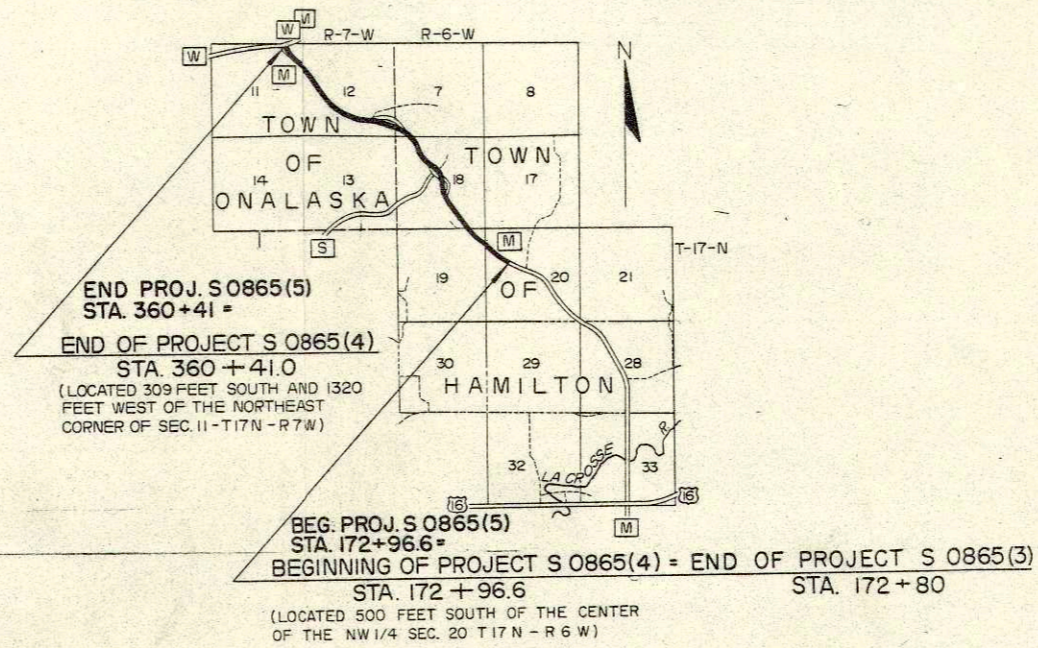 M
W
R-7-W R-6-W
N
W
M
11 12 7 8
TOWN
OF
TOWN
14 13 18 17
ONALASKA
S
M
T-17-N
19 20 21
OF
END PROJ. S 0865(5)
STA. 360+41 =
END OF PROJECT S 0865(4)
STA. 360+41.0
(LOCATED 309 FEET SOUTH AND 1320
FEET WEST OF THE NORTHEAST
CORNER OF SEC. 11-T17N-R7W)
30 29 28
HAMILTON
32 LA CROSSE R. 33
16 16
M
BEG. PROJ. S 0865(5)
STA. 172+96.6=
BEGINNING OF PROJECT S 0865(4) = END OF PROJECT S 0865(3)
STA. 172+96.6 STA. 172+80
(LOCATED 500 FEET SOUTH OF THE CENTER
OF THE NW 1/4 SEC. 20 T17N-R6W)